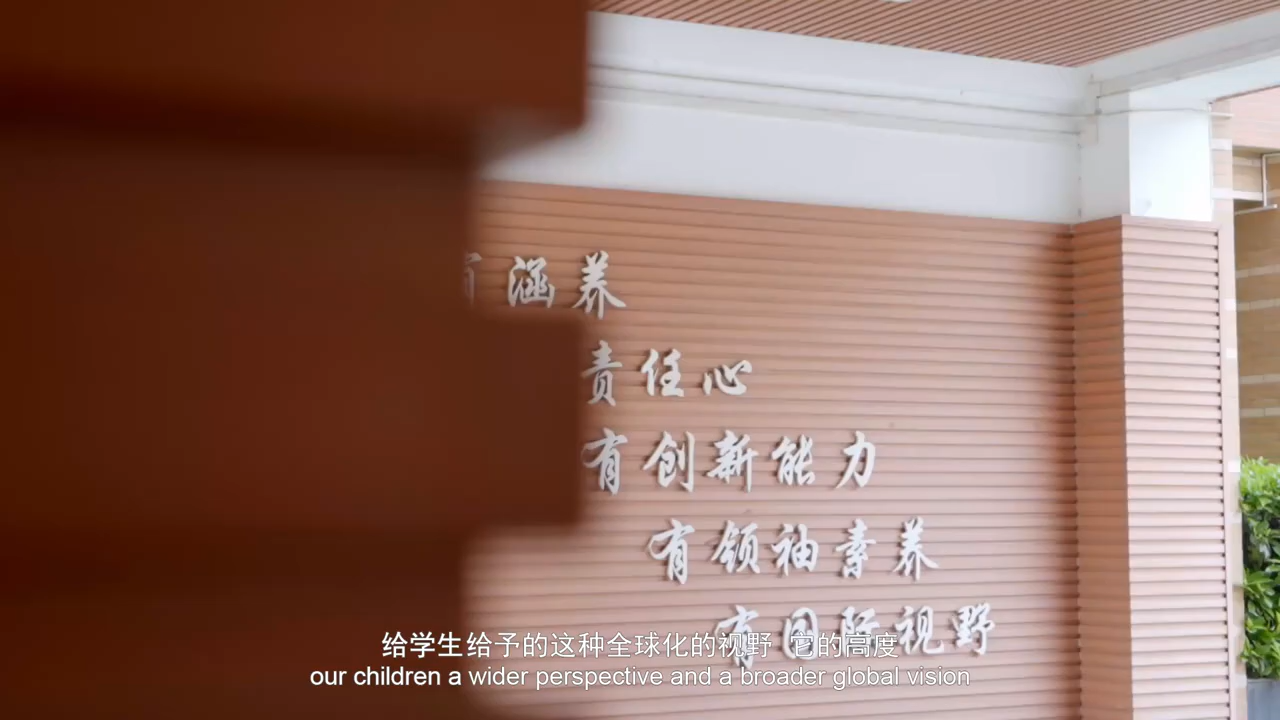 有涵养
责任心
有创新能力
有领袖素养
有国际视野
给学生给予的这种全球化的视野 它的高度
our children a wider perspective and a broader global vision